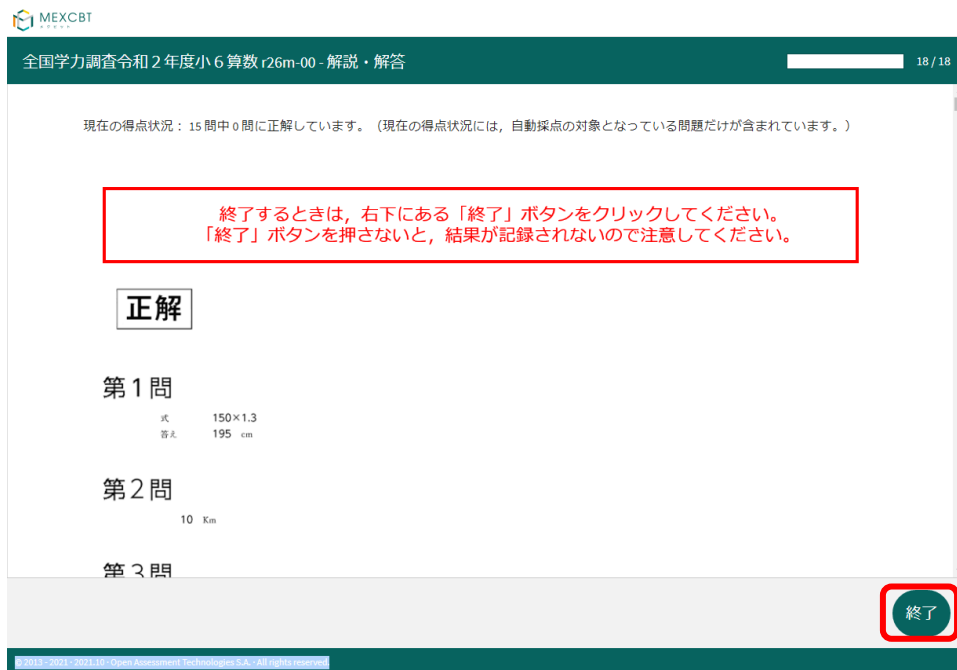 MEXCBT
メクビット
全国学力調査令和２年度小６算数 r26m-00 - 解説・解答
18 / 18
現在の得点状況： 15 問中 0 問に正解しています。（現在の得点状況には，自動採点の対象となっている問題だけが含まれています。）
終了するときは，右下にある「終了」ボタンをクリックしてください。
「終了」ボタンを押さないと，結果が記録されないので注意してください。
正解
第１問
式 150×1.3
答え 195 cm
第２問
10 Km
第３問
終了
© 2013 - 2021 · 2021.10 · Open Assessment Technologies S.A. · All rights reserved.